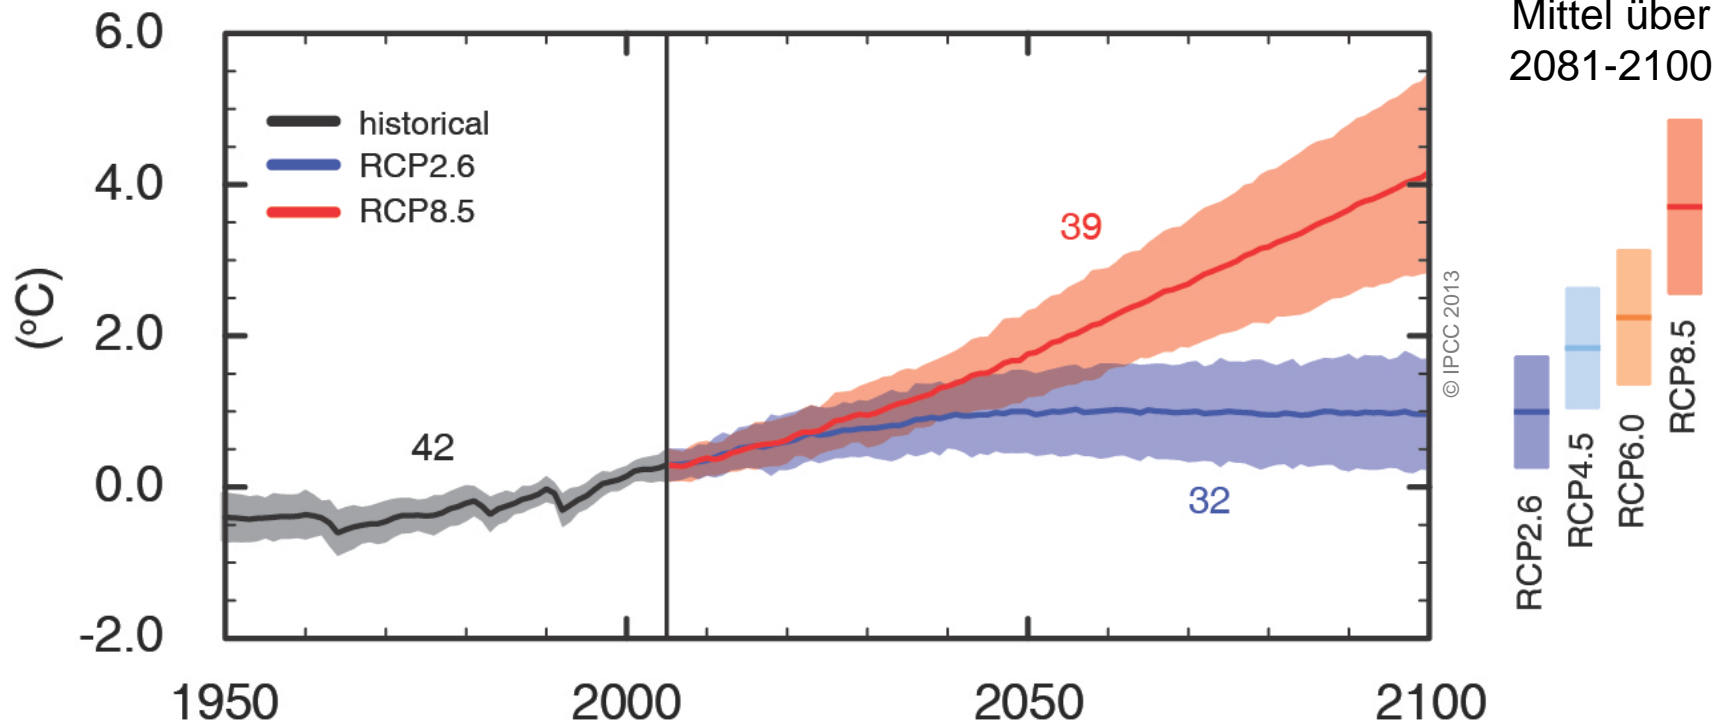 6.0
4.0
2.0
0.0
-2.0
(°C)
historical
RCP2.6
RCP8.5
42
39
32
1950
2000
2050
2100
© IPCC 2013
Mittel über
2081-2100
RCP2.6
RCP4.5
RCP6.0
RCP8.5